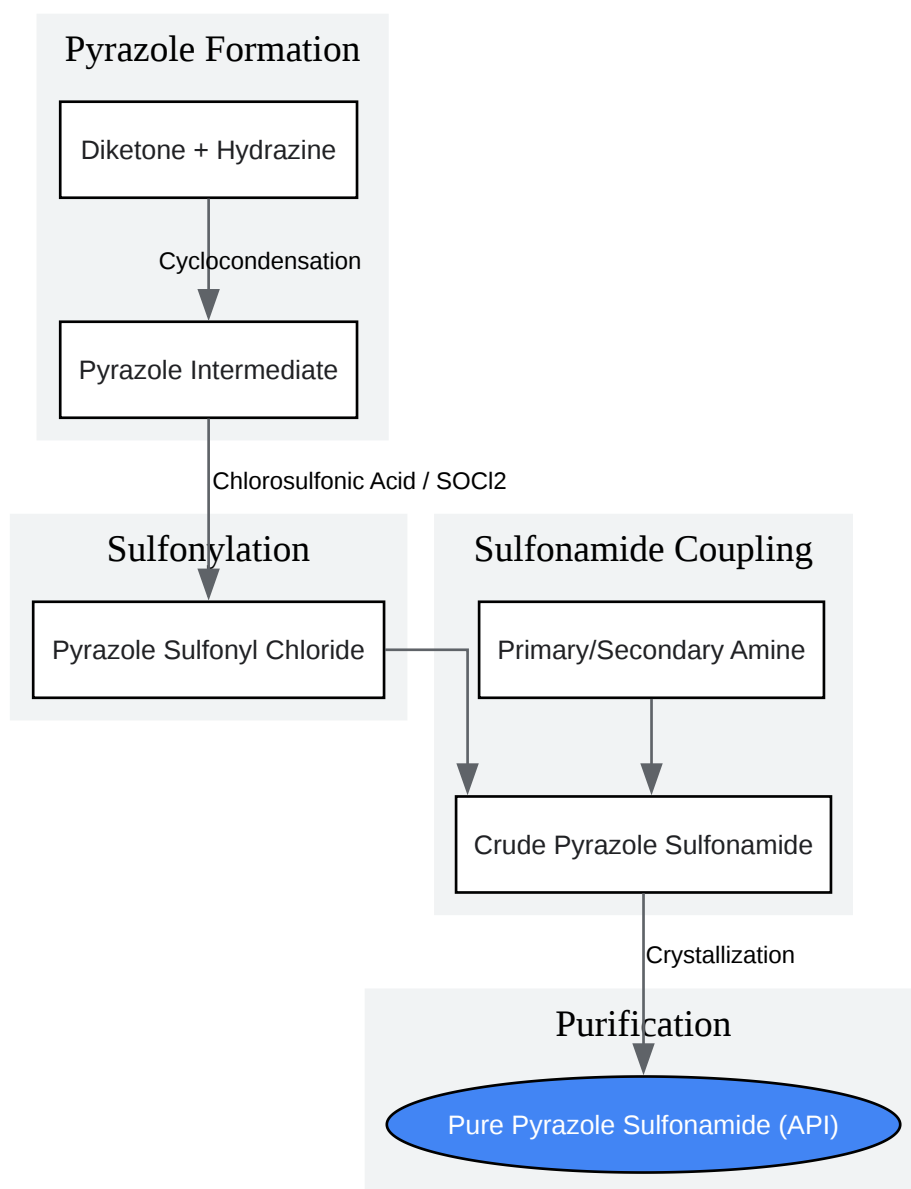 Pyrazole Formation
Diketone + Hydrazine
Cyclocondensation
Pyrazole Intermediate
Chlorosulfonic Acid / SOCl2
Sulfonylation
Pyrazole Sulfonyl Chloride
Sulfonamide Coupling
Primary/Secondary Amine
Crude Pyrazole Sulfonamide
Crystallization
Purification
Pure Pyrazole Sulfonamide (API)